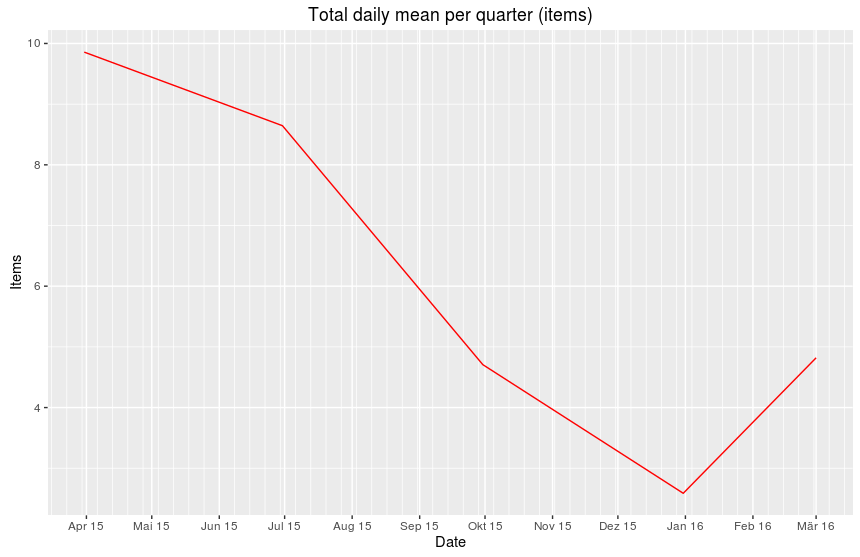 Total daily mean per quarter (items)
10
8
6
4
Items
Apr 15 Mai 15 Jun 15 Jul 15 Aug 15 Sep 15 Okt 15 Nov 15 Dez 15 Jan 16 Feb 16 Mär 16
Date